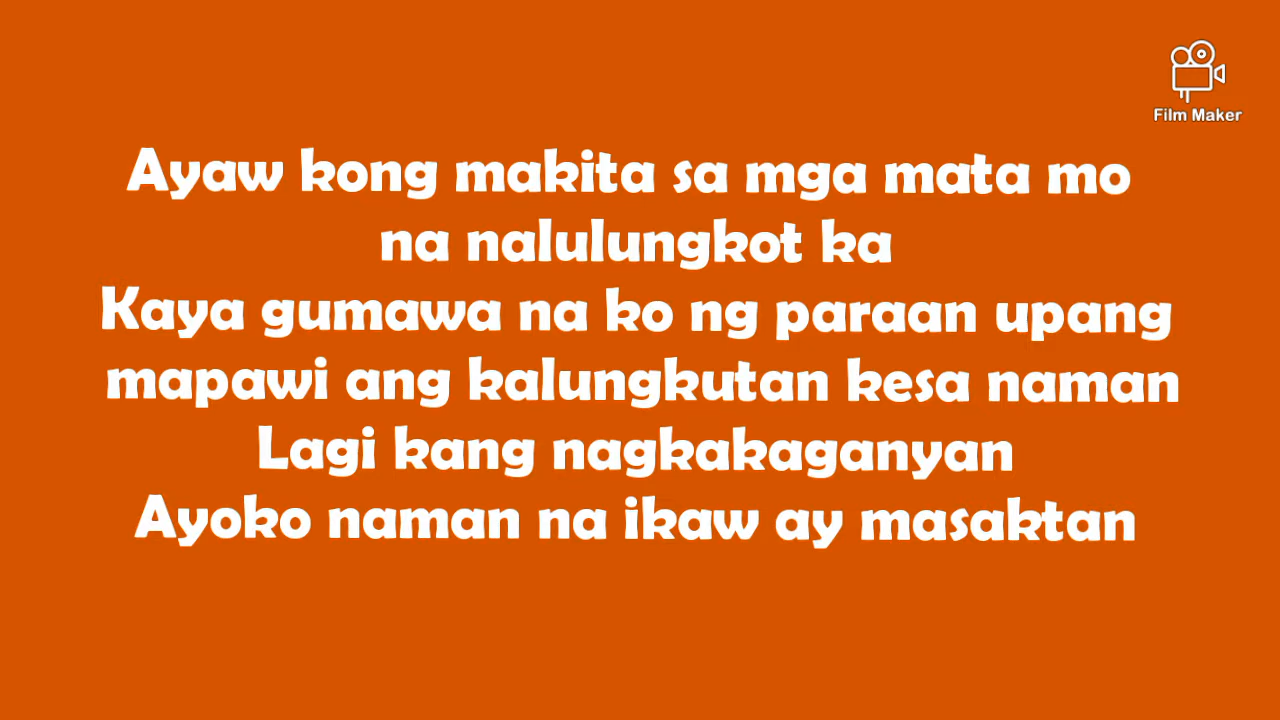 Film Maker
Ayaw kong makita sa mga mata mo
na nalulungkot ka
Kaya gumawa na ko ng paraan upang
mapawi ang kalungkutan kesa naman
Lagi kang nagkakaganyan
Ayoko naman na ikaw ay masaktan